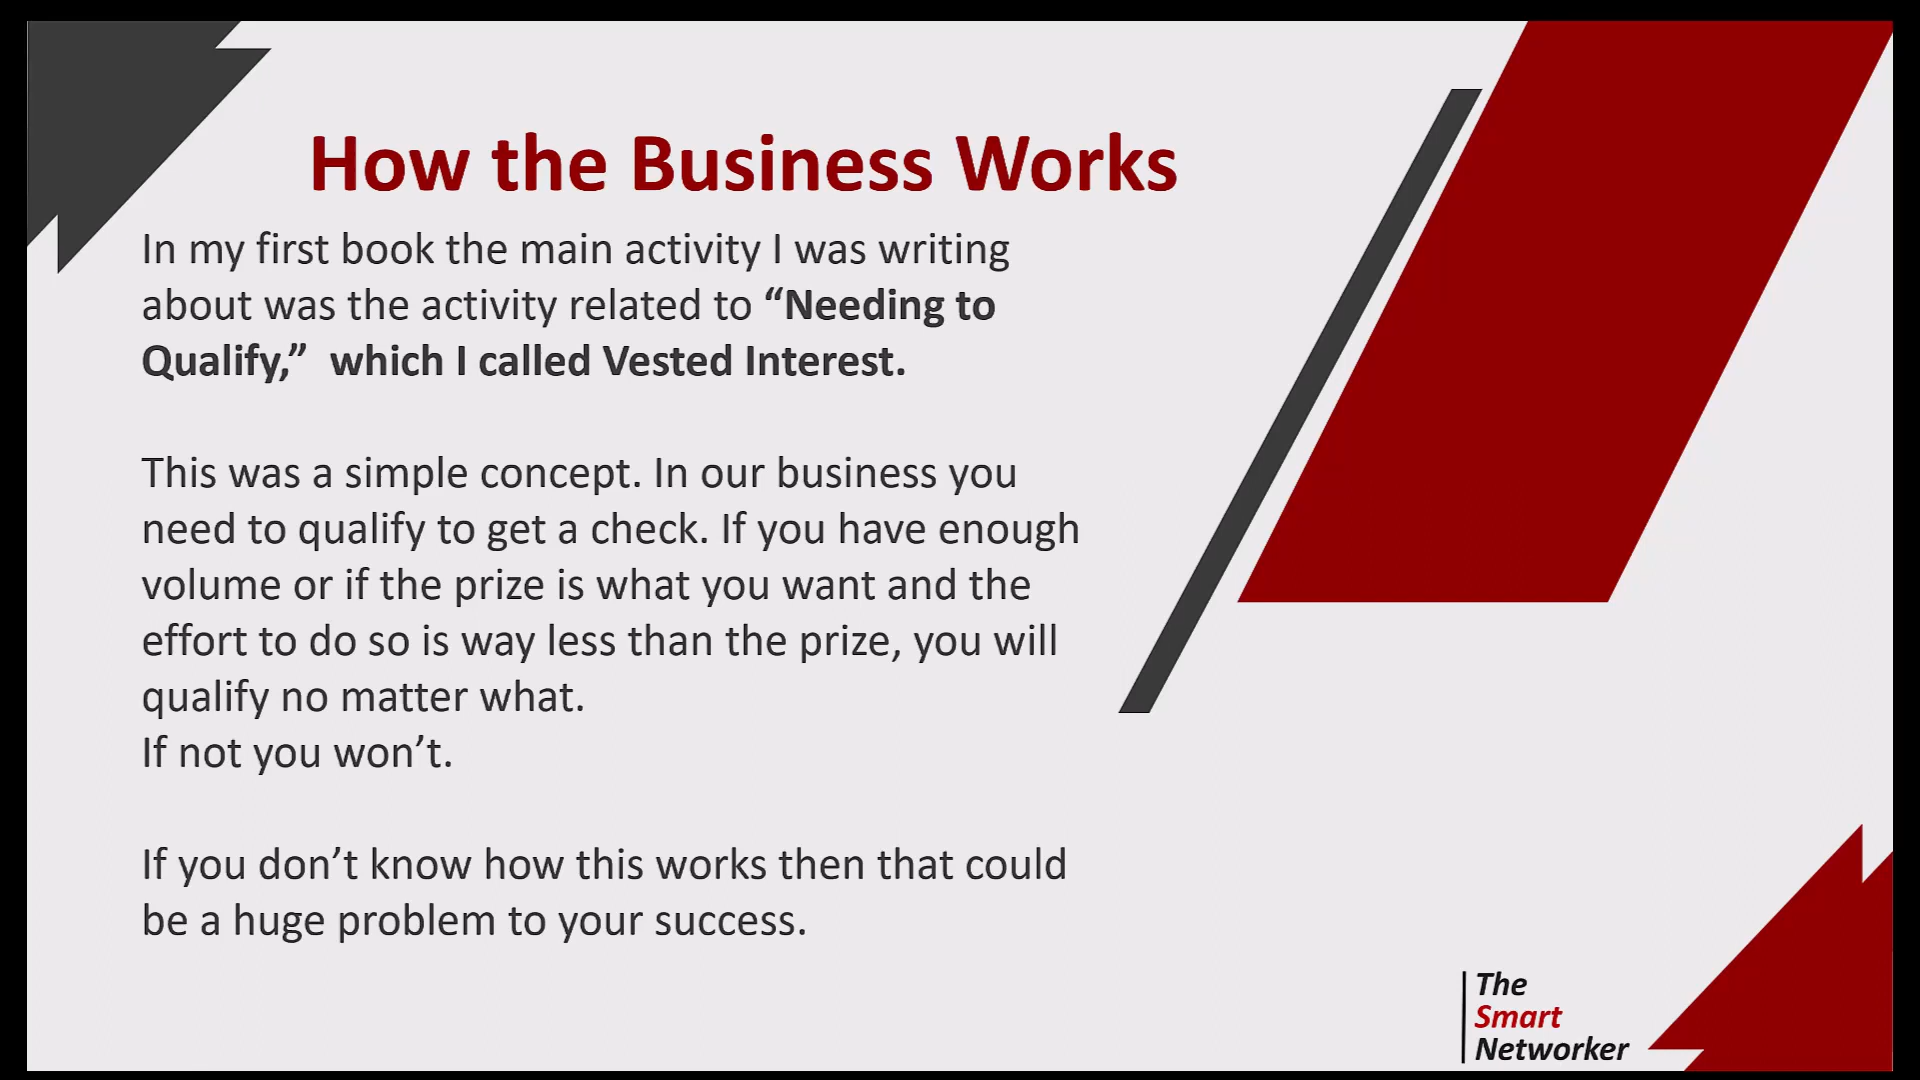 How the Business Works
In my first book the main activity I was writing
about was the activity related to “Needing to
Qualify,”  which I called Vested Interest.
This was a simple concept. In our business you
need to qualify to get a check. If you have enough
volume or if the prize is what you want and the
effort to do so is way less than the prize, you will
qualify no matter what.
If not you won’t.
If you don’t know how this works then that could
be a huge problem to your success.
The
Smart
Networker